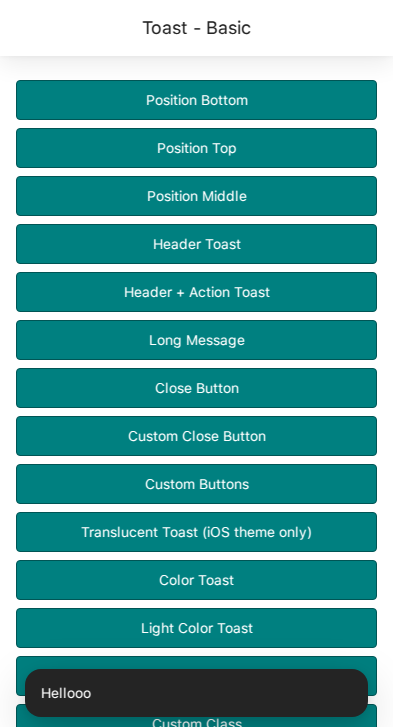 Toast - Basic
Position Bottom
Position Top
Position Middle
Header Toast
Header + Action Toast
Long Message
Close Button
Custom Close Button
Custom Buttons
Translucent Toast (iOS theme only)
Color Toast
Light Color Toast
Hellooo
Custom Class